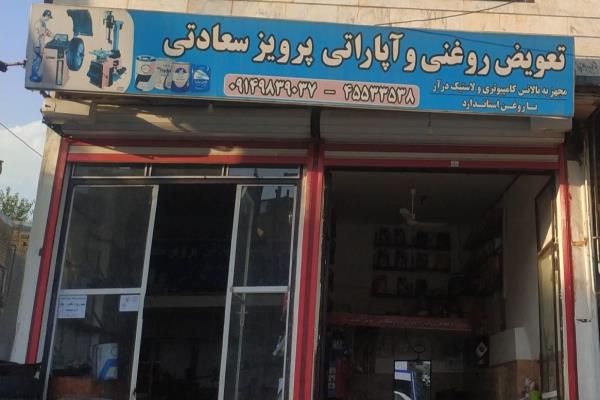 تعویض روغنی و آپاراتی پرویز سعادتی
مجهز به بالانس کامپیوتری و لاستیک درآر
با روغن استاندارد
۰۹۱۴۹۸۳۹۰۳۷ - ۴۵۵۳۳۵۳۸